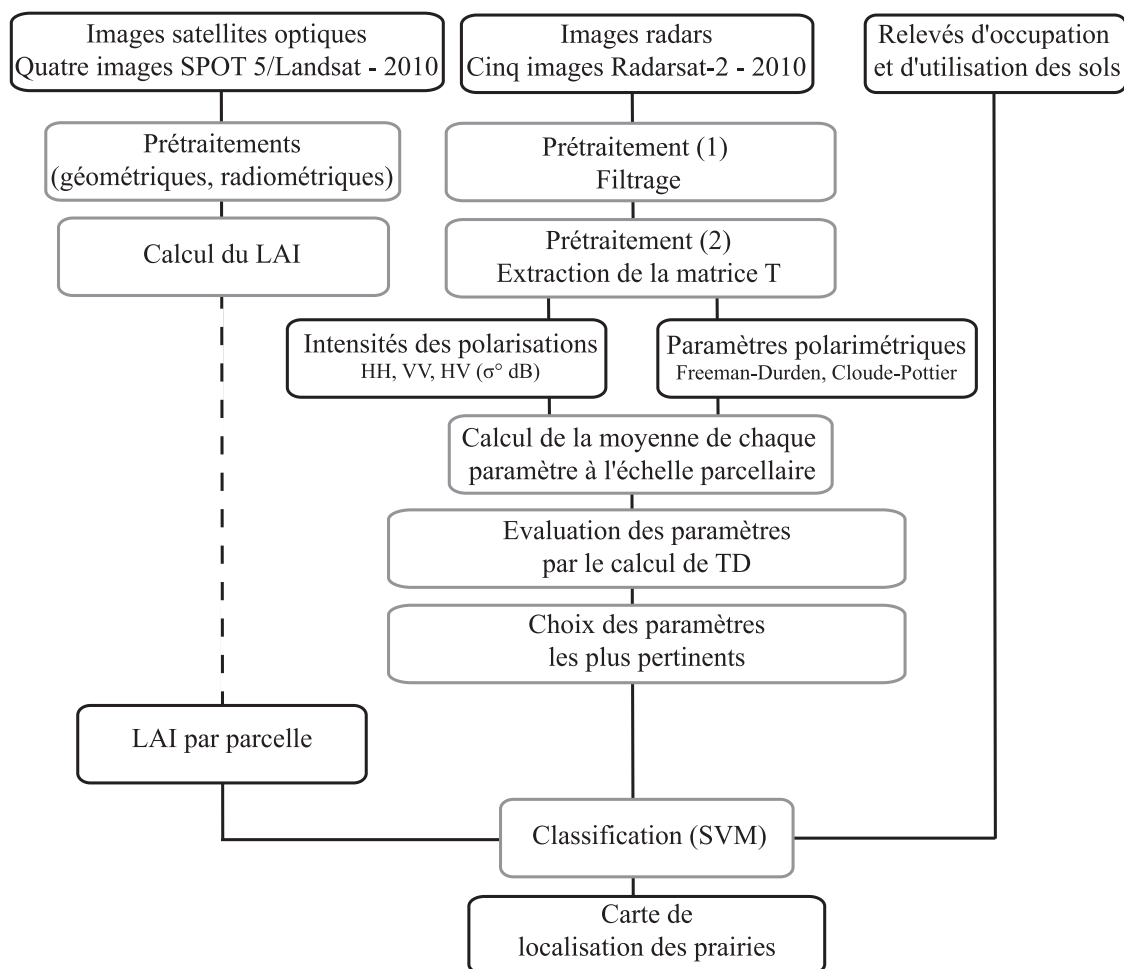 Images satellites optiques
Quatre images SPOT 5/Landsat - 2010
Images radars
Cinq images Radarsat-2 - 2010
Relevés d'occupation
et d'utilisation des sols
Prétraitements
(géométriques, radiométriques)
Prétraitement (1)
Filtrage
Calcul du LAI
Prétraitement (2)
Extraction de la matrice T
Intensités des polarisations
HH, VV, HV (σ° dB)
Paramètres polarimétriques
Freeman-Durden, Cloude-Pottier
Calcul de la moyenne de chaque
paramètre à l'échelle parcellaire
Evaluation des paramètres
par le calcul de TD
Choix des paramètres
les plus pertinents
LAI par parcelle
Classification (SVM)
Carte de
localisation des prairies